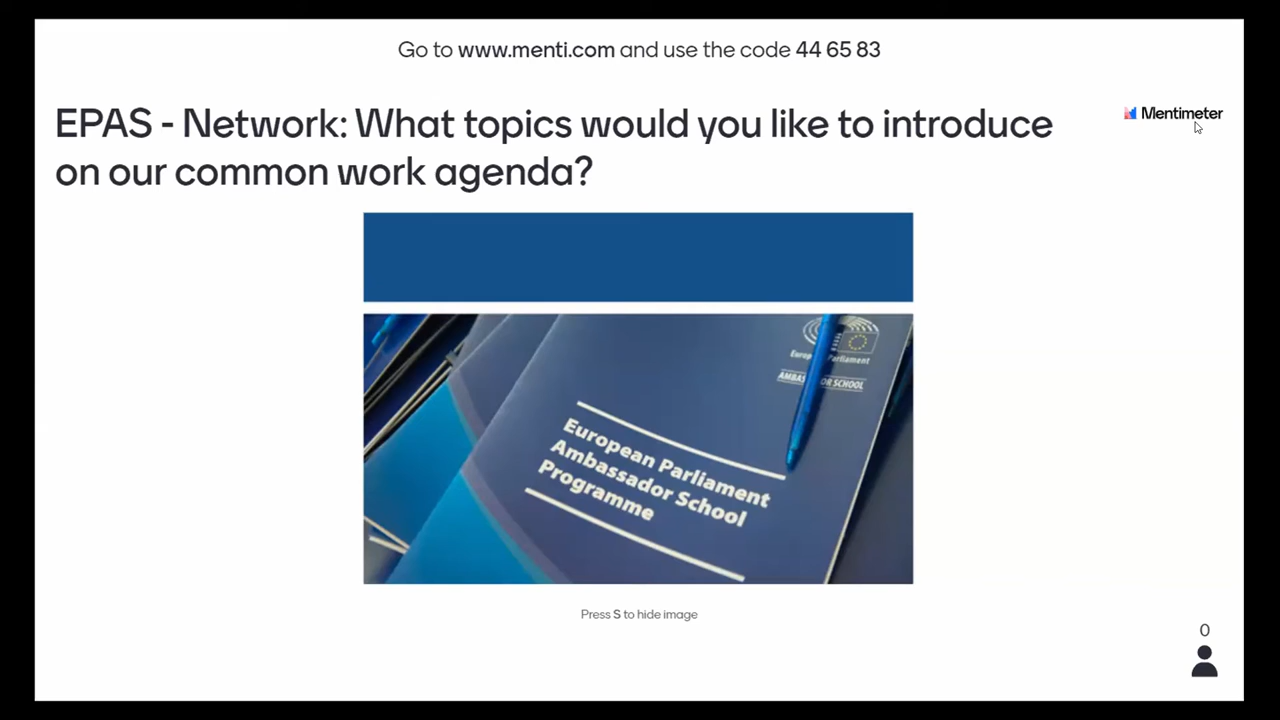 Go to www.menti.com and use the code 44 65 83
EPAS - Network: What topics would you like to introduce
on our common work agenda?
Mentimeter
European Parliament
AMBASSADOR SCHOOL
European Parliament
Ambassador School
Programme
Press S to hide image
0